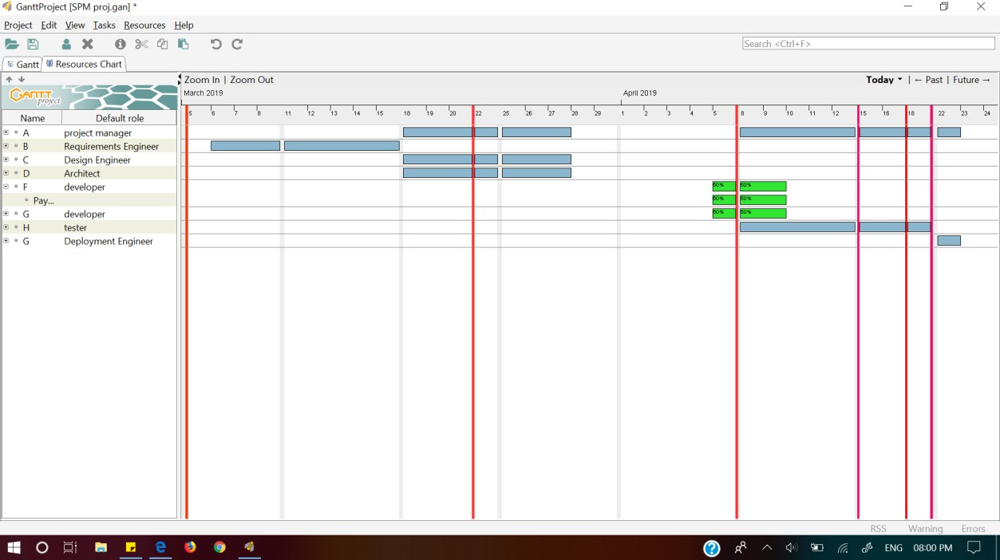 GanttProject [SPM proj.gan] *
Project Edit View Tasks Resources Help
Search <Ctrl+F>
Gantt Resources Chart
Zoom In | Zoom Out Today | ← Past | Future →
GANTT project
March 2019 April 2019
Name Default role
5 6 7 8 11 12 13 14 15 18 19 20 22 25 26 27 28 29 1 2 3 4 5 8 9 10 11 12 15 16 18 22 23 24
A project manager
B Requirements Engineer
C Design Engineer
D Architect
F developer
50% 50%
Pay...
50% 50%
G developer
50% 50%
H tester
G Deployment Engineer
RSS Warning Errors
ENG 08:00 PM